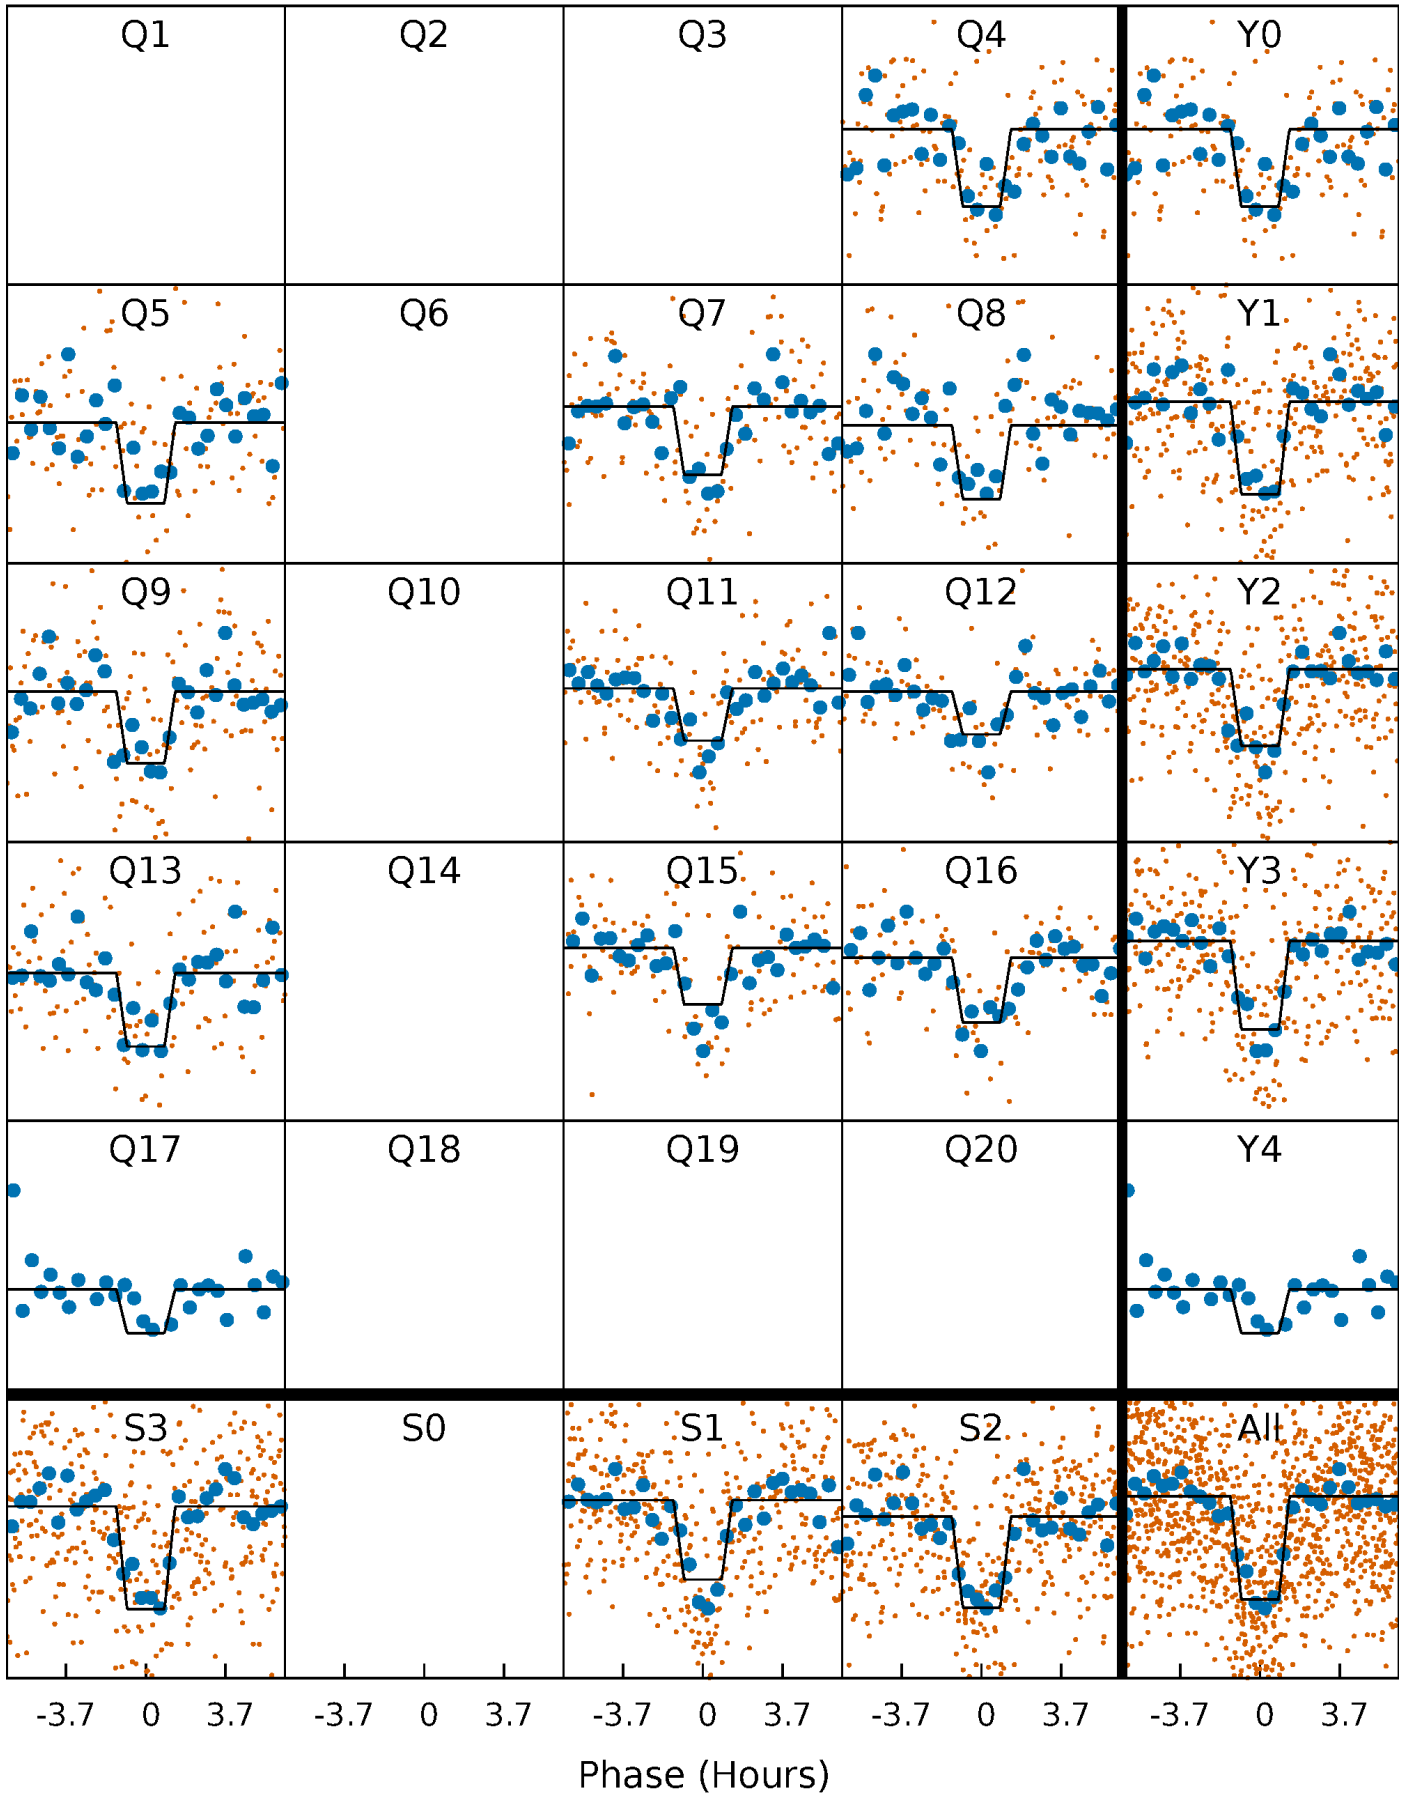 Q1 Q2 Q3 Q4 Y0
Q5 Q6 Q7 Q8 Y1
Q9 Q10 Q11 Q12 Y2
Q13 Q14 Q15 Q16 Y3
Q17 Q18 Q19 Q20 Y4
S3 S0 S1 S2 All
-3.7 0 3.7 -3.7 0 3.7 -3.7 0 3.7 -3.7 0 3.7 -3.7 0 3.7
Phase (Hours)